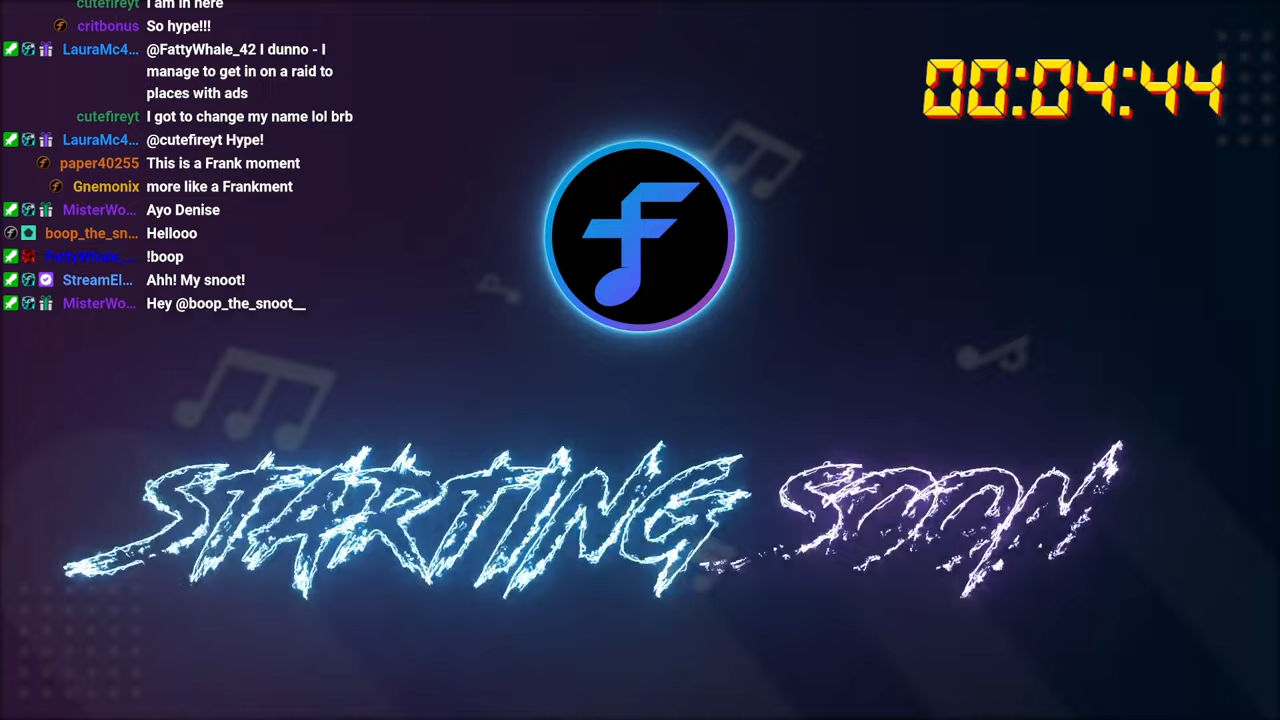 cutefireyt I am in here
critbonus So hype!!!
LauraMc4... @FattyWhale_42 I dunno - I
manage to get in on a raid to
places with ads
cutefireyt I got to change my name lol brb
LauraMc4... @cutefireyt Hype!
paper40255 This is a Frank moment
Gnemonix more like a Frankment
MisterWo... Ayo Denise
boop_the_sn... Hellooo
FattyWhale_... !boop
StreamEl... Ahh! My snoot!
MisterWo... Hey @boop_the_snoot__
00:04:44
STARTING SOON